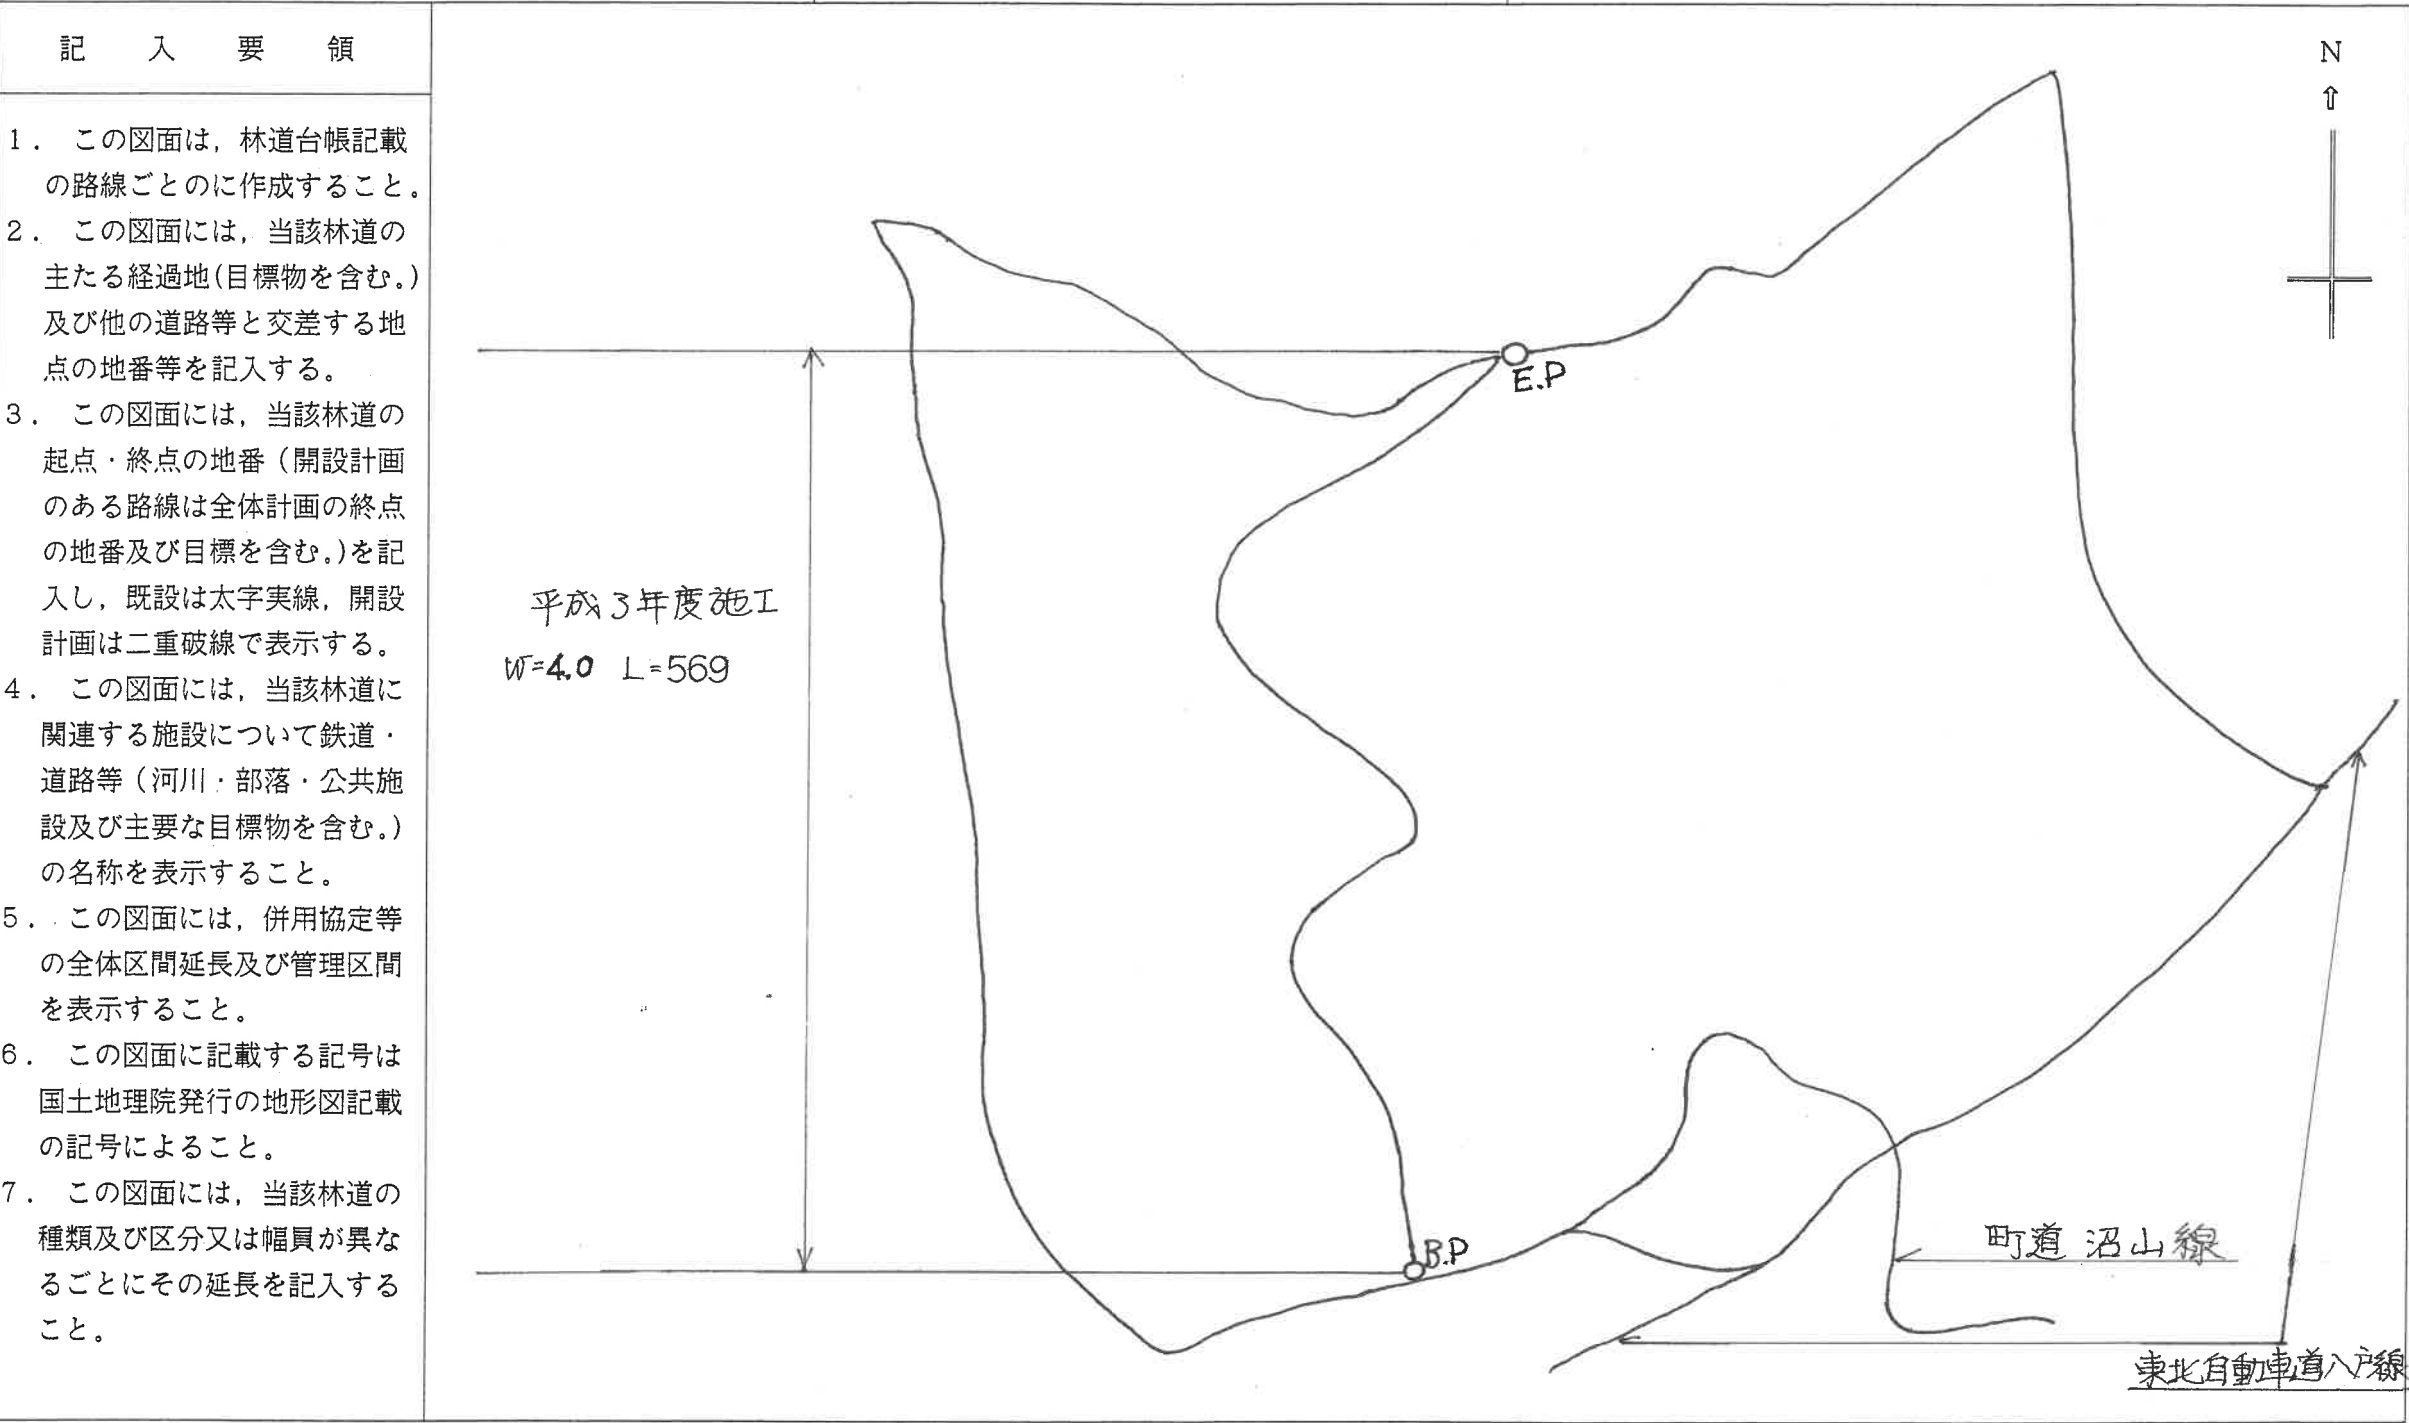 記入要領
1. この図面は,林道台帳記載
の路線ごとのに作成すること。
2. この図面には,当該林道の
主たる経過地(目標物を含む。)
及び他の道路等と交差する地
点の地番等を記入する。
3. この図面には,当該林道の
起点・終点の地番(開設計画
のある路線は全体計画の終点
の地番及び目標を含む。)を記
入し,既設は太字実線,開設
計画は二重破線で表示する。
4. この図面には,当該林道に
関連する施設について鉄道・
道路等(河川・部落・公共施
設及び主要な目標物を含む。)
の名称を表示すること。
5. この図面には,併用協定等
の全体区間延長及び管理区間
を表示すること。
6. この図面に記載する記号は
国土地理院発行の地形図記載
の記号によること。
7. この図面には,当該林道の
種類及び区分又は幅員が異な
るごとにその延長を記入する
こと。
N
E.P
平成3年度施工
W=4.0 L=569
B.P
町道 沼山線
東北自動車道八戸線